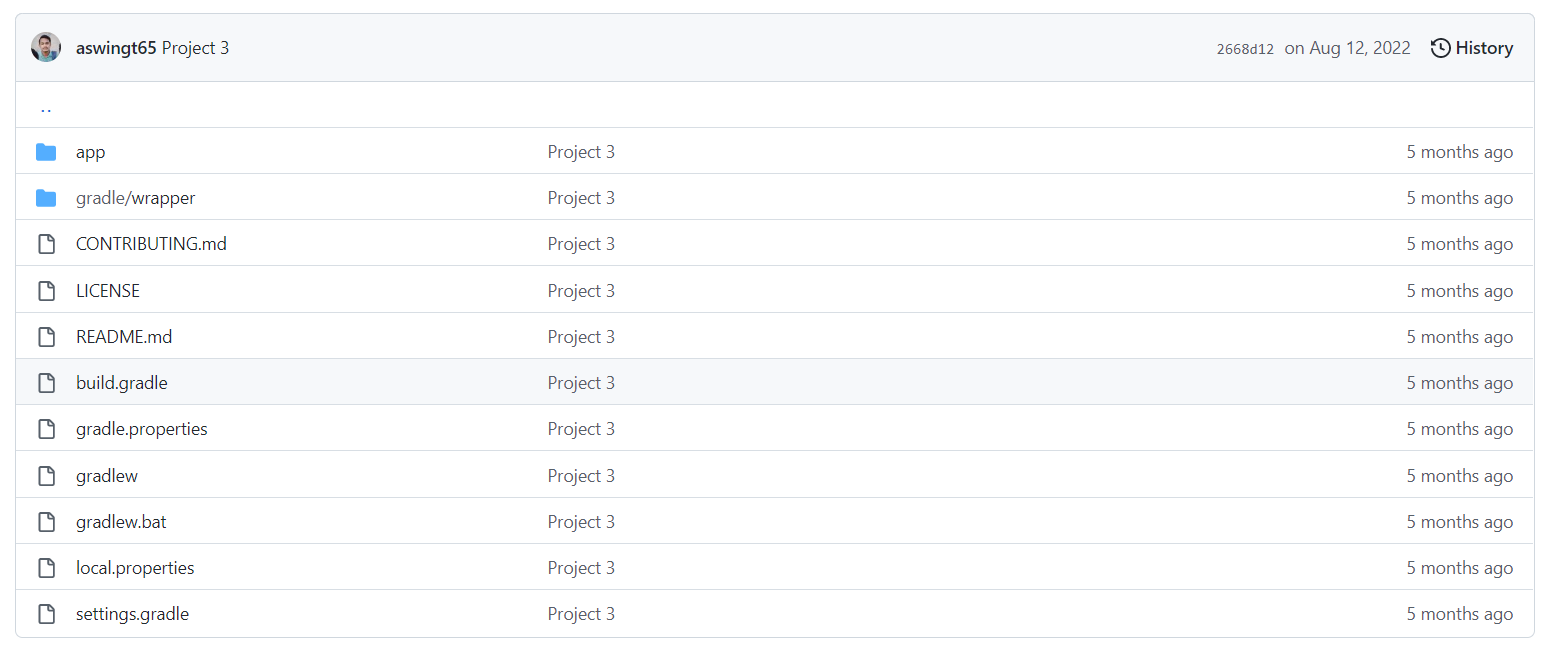 aswingt65 Project 3 2668d12 on Aug 12, 2022 History
..
app Project 3 5 months ago
gradle/wrapper Project 3 5 months ago
CONTRIBUTING.md Project 3 5 months ago
LICENSE Project 3 5 months ago
README.md Project 3 5 months ago
build.gradle Project 3 5 months ago
gradle.properties Project 3 5 months ago
gradlew Project 3 5 months ago
gradlew.bat Project 3 5 months ago
local.properties Project 3 5 months ago
settings.gradle Project 3 5 months ago